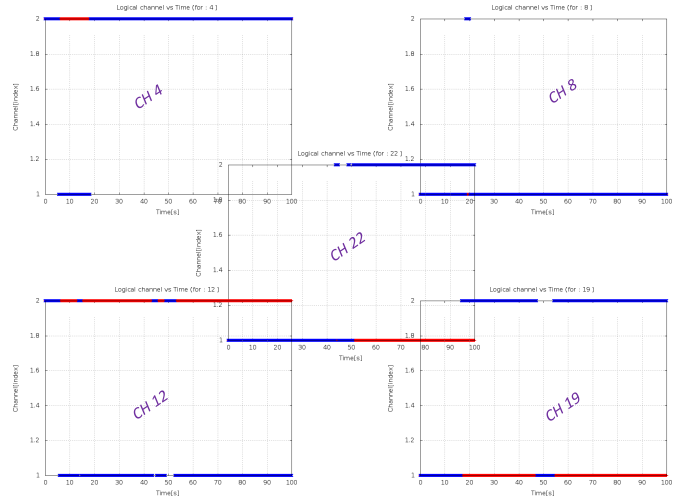 Logical channel vs Time (for : 4 )
2
1.8
1.6
1.4
1.2
1
Channel[Index]
CH 4
0 10 20 30 40 50 60 70 80 90 100
Time[s]
Logical channel vs Time (for : 8 )
2
1.8
1.6
1.4
1.2
1
Channel[Index]
CH 8
0 10 20 30 40 50 60 70 80 90 100
Time[s]
Logical channel vs Time (for : 22 )
2
1.8
1.6
1.4
1.2
1
Channel[Index]
CH 22
0 10 20 30 40 50 60 70 80 90 100
Time[s]
Logical channel vs Time (for : 12 )
2
1.8
1.6
1.4
1.2
1
Channel[Index]
CH 12
0 10 20 30 40 50 60 70 80 90 100
Time[s]
Logical channel vs Time (for : 19 )
2
1.8
1.6
1.4
1.2
1
Channel[Index]
CH 19
0 10 20 30 40 50 60 70 80 90 100
Time[s]